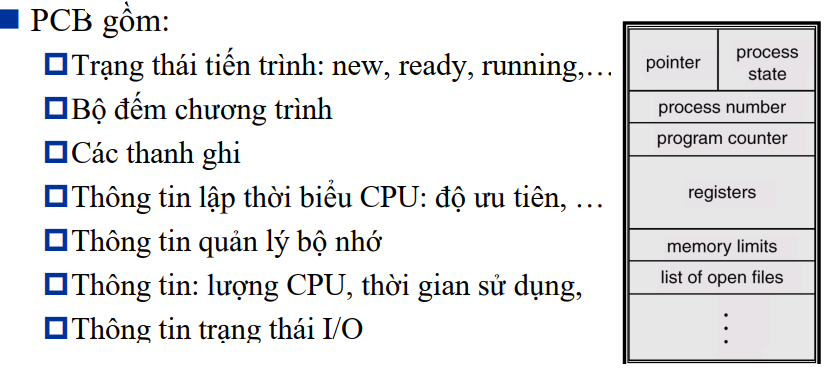 PCB gồm:
Trạng thái tiến trình: new, ready, running,…
Bộ đếm chương trình
Các thanh ghi
Thông tin lập thời biểu CPU: độ ưu tiên, …
Thông tin quản lý bộ nhớ
Thông tin: lượng CPU, thời gian sử dụng,
Thông tin trạng thái I/O
pointer
process
state
process number
program counter
registers
memory limits
list of open files